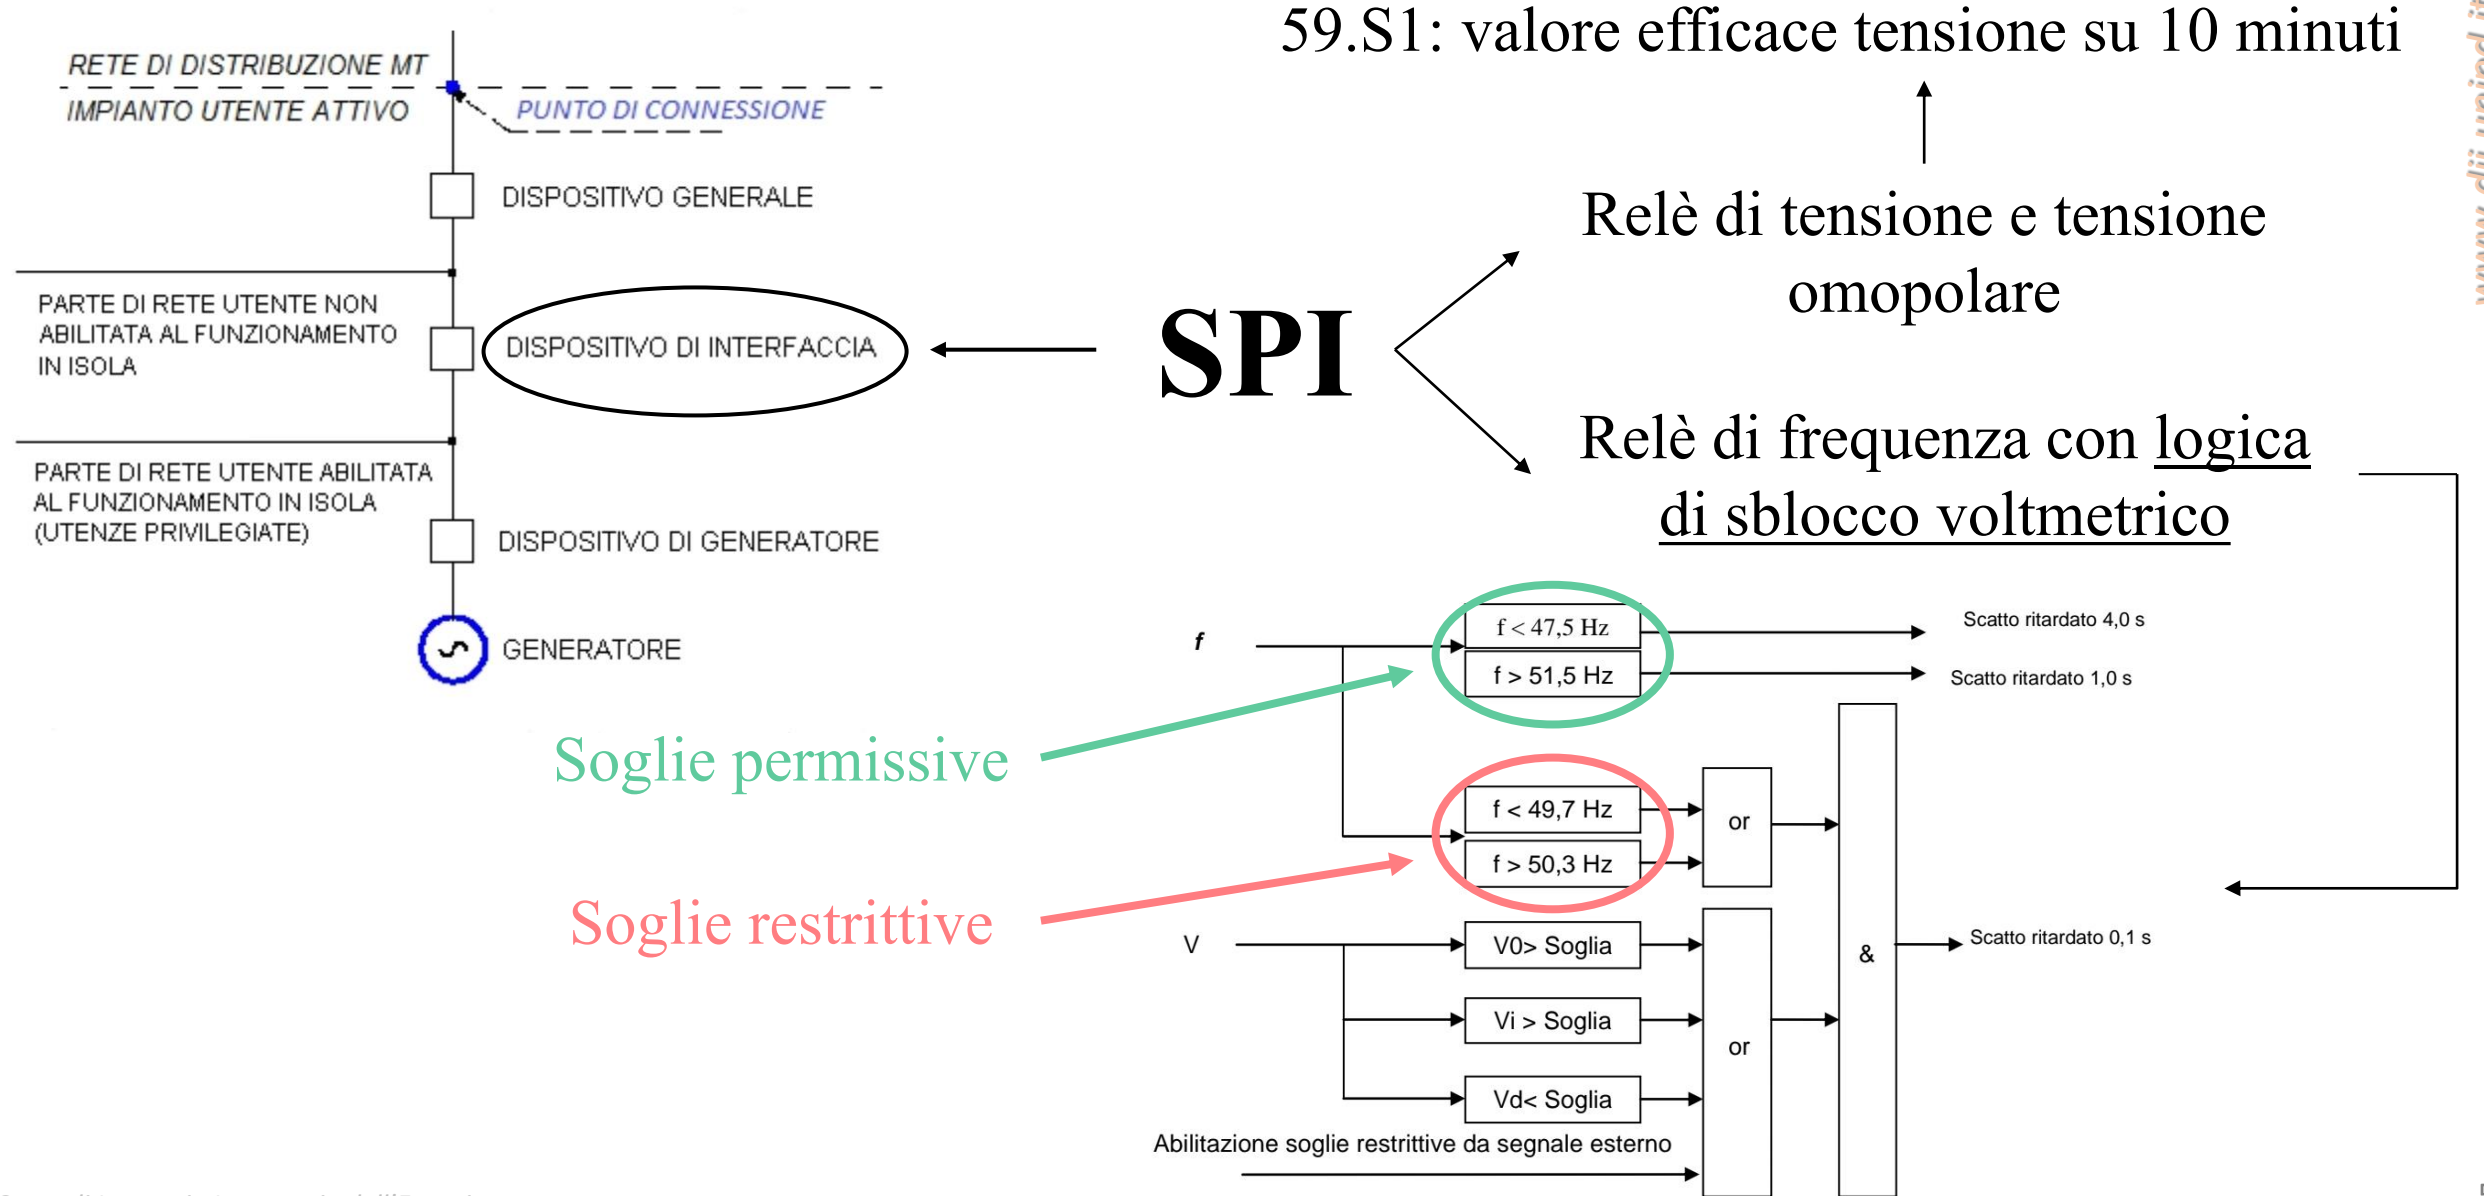 59.S1: valore efficace tensione su 10 minuti
RETE DI DISTRIBUZIONE MT
IMPIANTO UTENTE ATTIVO
PUNTO DI CONNESSIONE
DISPOSITIVO GENERALE
PARTE DI RETE UTENTE NON
ABILITATA AL FUNZIONAMENTO
IN ISOLA
DISPOSITIVO DI INTERFACCIA
PARTE DI RETE UTENTE ABILITATA
AL FUNZIONAMENTO IN ISOLA
(UTENZE PRIVILEGIATE)
DISPOSITIVO DI GENERATORE
GENERATORE
SPI
Relè di tensione e tensione
omopolare
Relè di frequenza con logica
di sblocco voltmetrico
f
f < 47,5 Hz
Scatto ritardato 4,0 s
f > 51,5 Hz
Scatto ritardato 1,0 s
Soglie permissive
f < 49,7 Hz
or
f > 50,3 Hz
Soglie restrittive
V
V0> Soglia
&
Scatto ritardato 0,1 s
Vi > Soglia
or
Vd< Soglia
Abilitazione soglie restrittive da segnale esterno